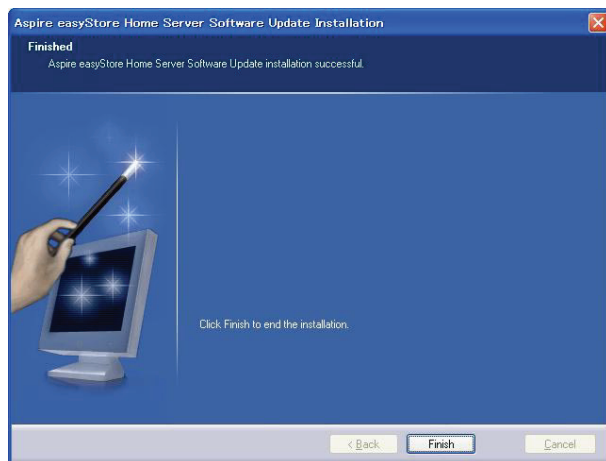 Aspire easyStore Home Server Software Update Installation
Finished
Aspire easyStore Home Server Software Update installation successful.
Click Finish to end the installation.
< Back Finish Cancel